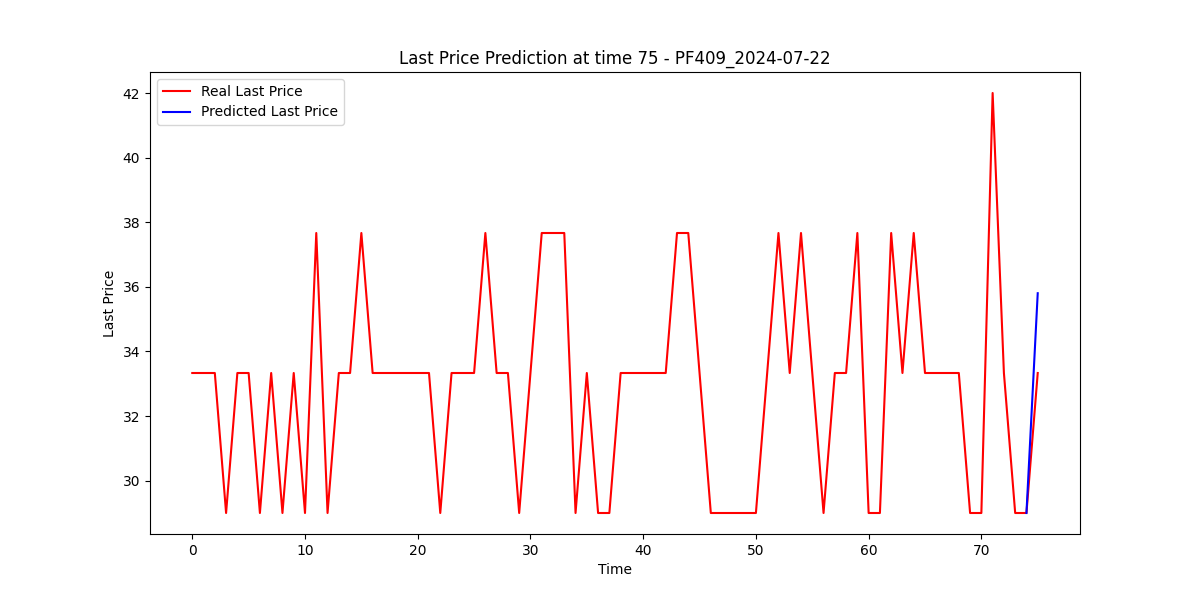 Last Price Prediction at time 75 - PF409_2024-07-22
Real Last Price
Predicted Last Price
42
40
38
36
34
32
30
Last Price
0 10 20 30 40 50 60 70
Time